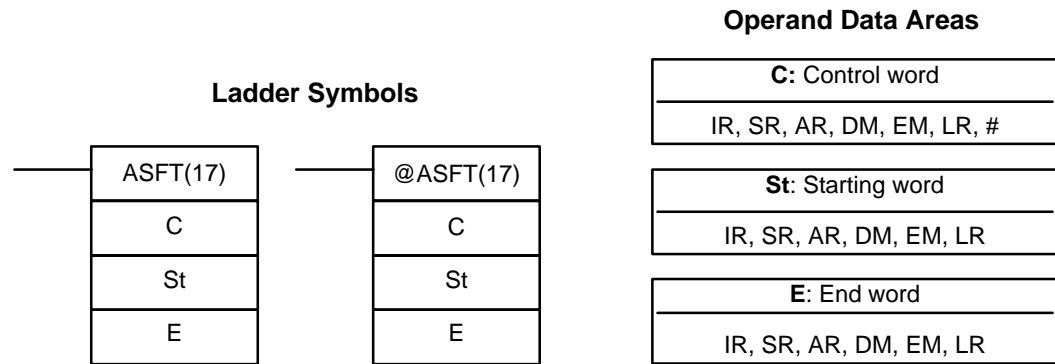 Ladder Symbols
ASFT(17)
C
St
E
@ASFT(17)
C
St
E
Operand Data Areas
C: Control word
IR, SR, AR, DM, EM, LR, #
St: Starting word
IR, SR, AR, DM, EM, LR
E: End word
IR, SR, AR, DM, EM, LR